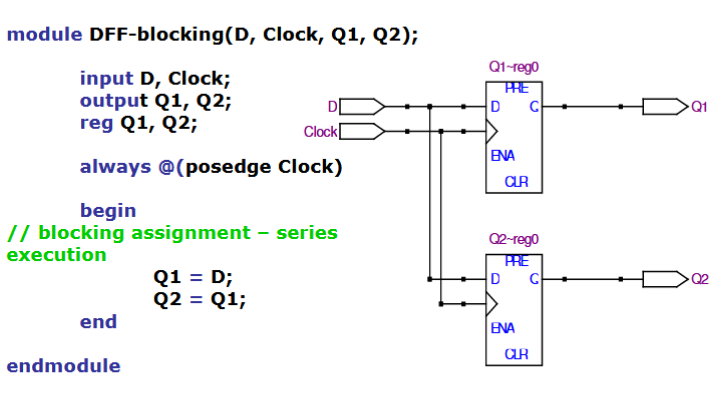 module DFF-blocking(D, Clock, Q1, Q2);
input D, Clock;
output Q1, Q2;
reg Q1, Q2;
always @(posedge Clock)
begin
// blocking assignment – series
execution
Q1 = D;
Q2 = Q1;
end
endmodule
Q1~reg0
PRE
D
D
Q
Q1
Clock
ENA
CLR
Q2~reg0
PRE
D
Q
Q2
ENA
CLR